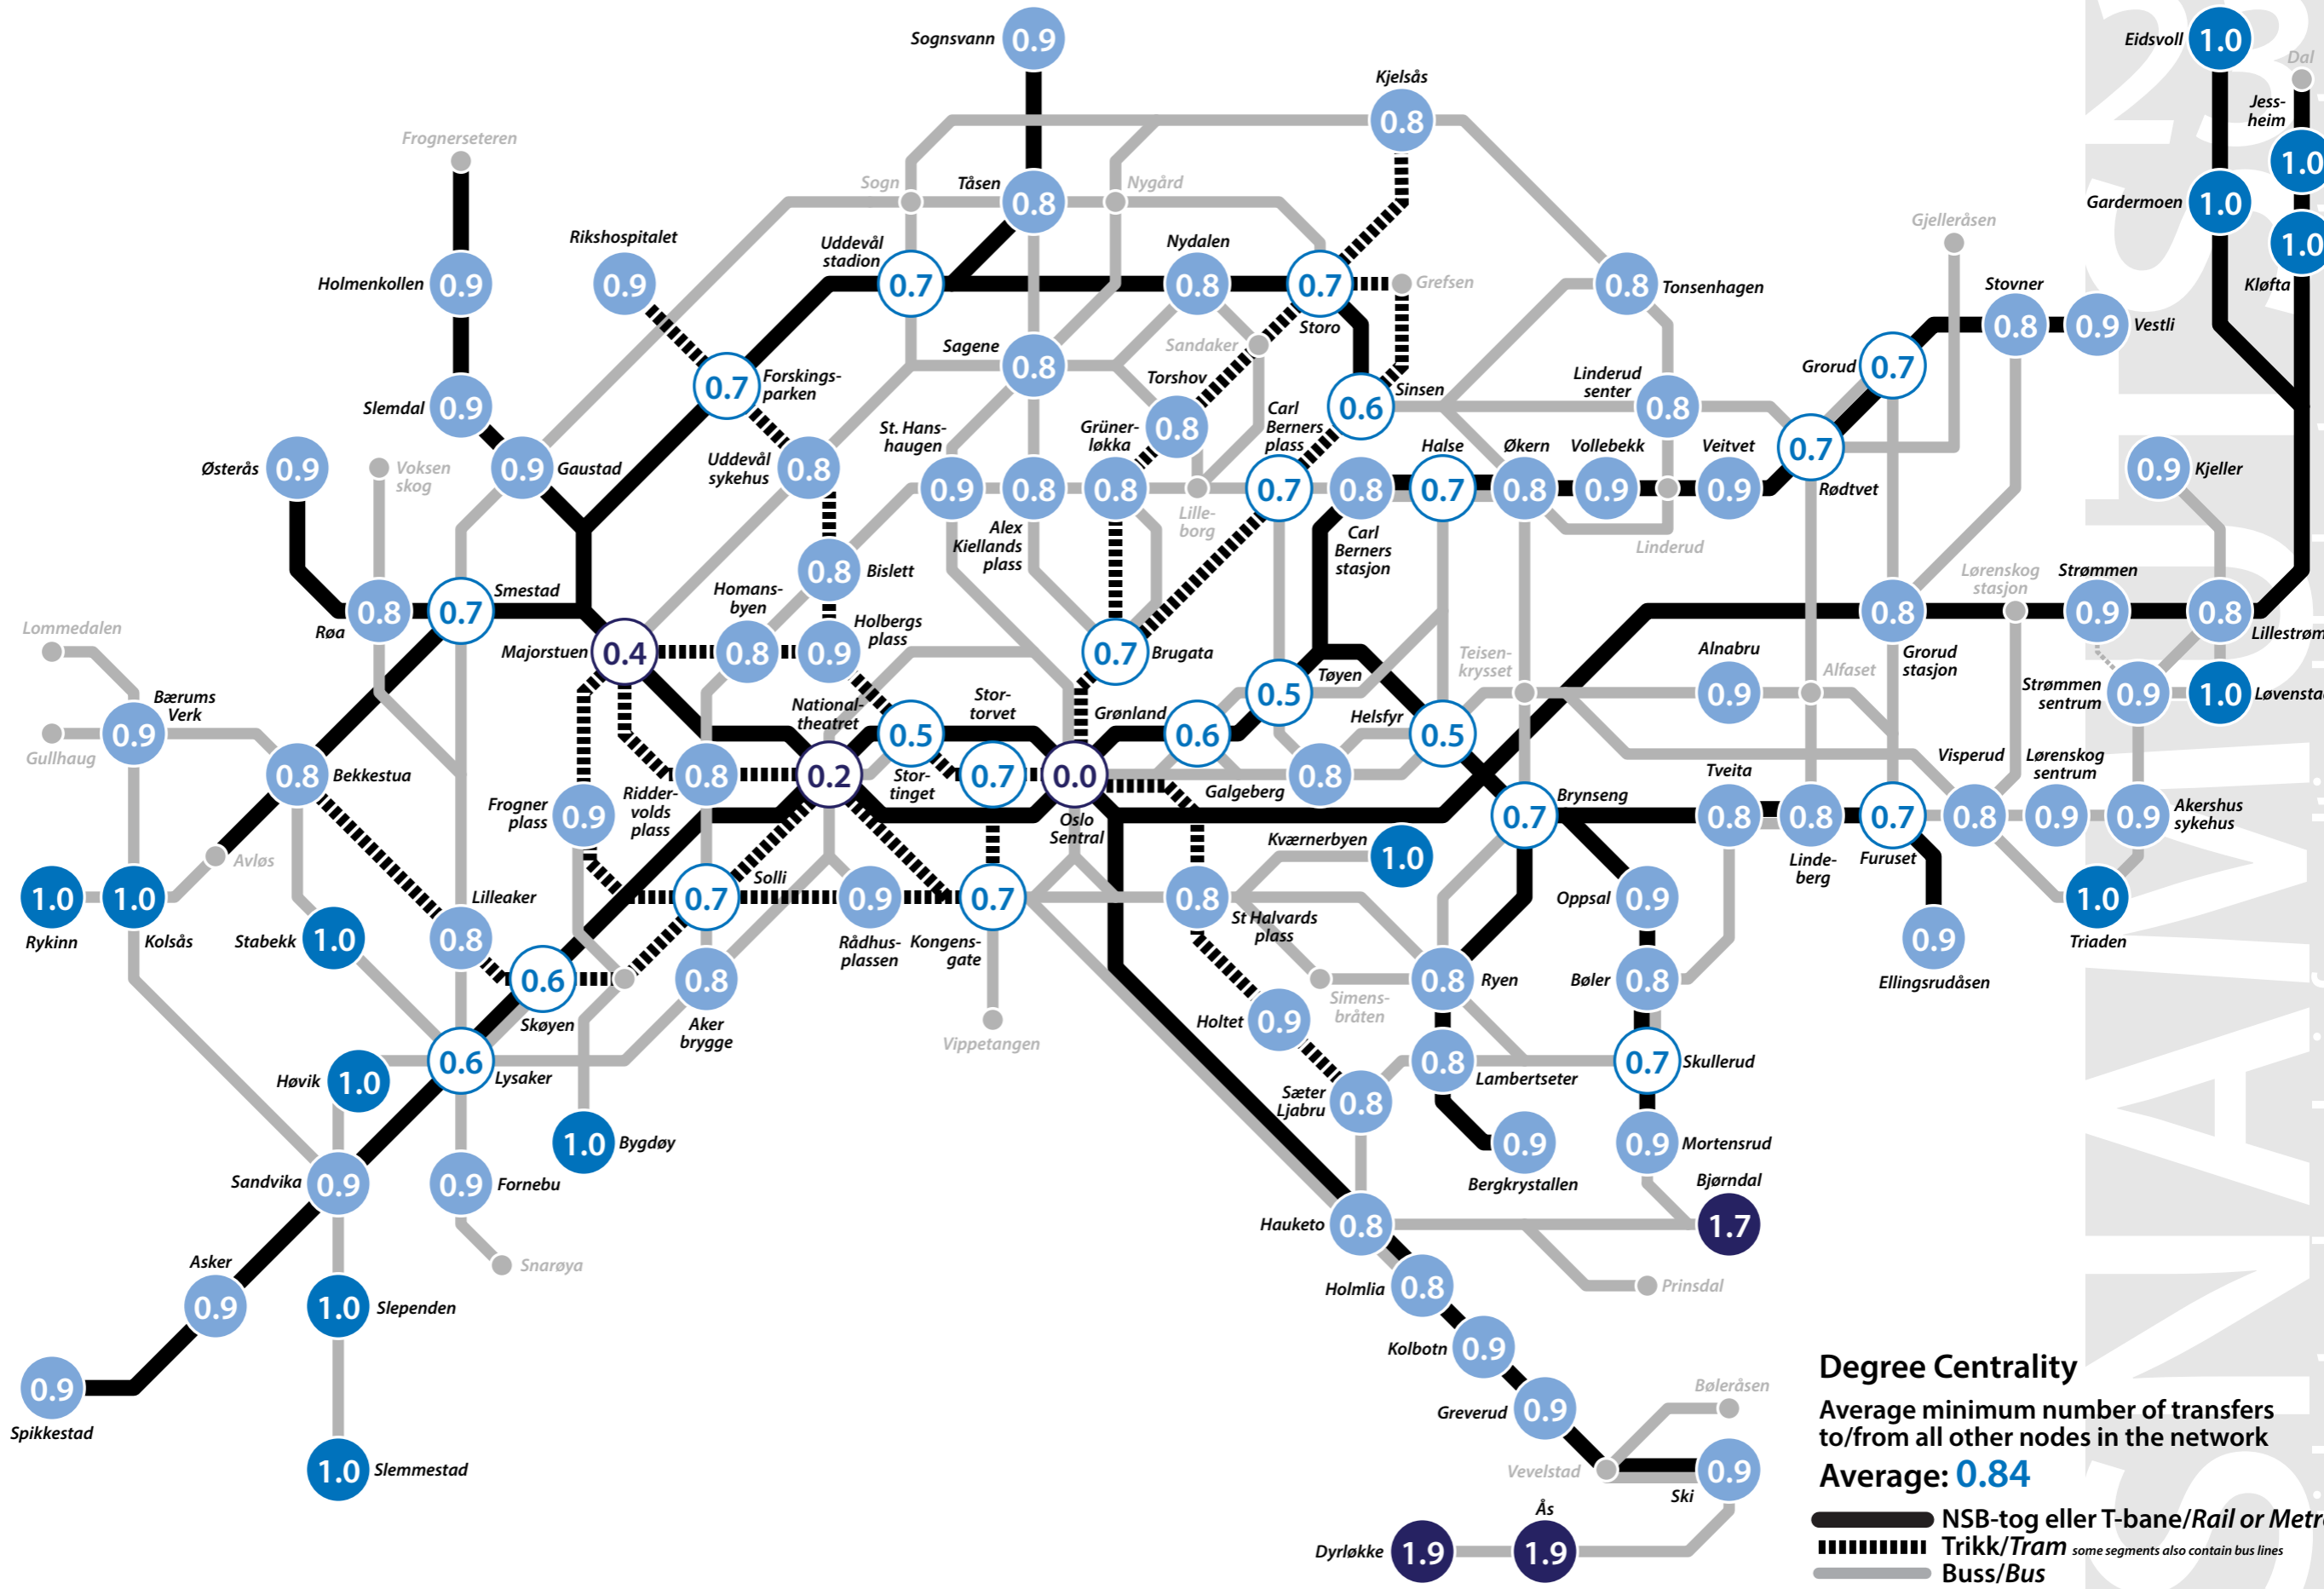 Sognsvann
0.9
Eidsvoll
1.0
Dal
Kjelsås
0.8
Jess-
heim
1.0
Frognerseteren
Sogn
Tåsen
0.8
Nygård
Gardermoen
1.0
Gjelleråsen
1.0
Kløfta
Rikshospitalet
0.9
Uddevål
stadion
0.7
Nydalen
0.8
0.7
Storo
Grefsen
0.8
Tonsenhagen
Stovner
0.8
0.9
Vestli
Holmenkollen
0.9
Sagene
0.8
Sandaker
Grorud
0.7
0.7
Forskings-
parken
Torshov
0.8
Sinsen
0.6
Linderud
senter
0.8
Slemdal
0.9
St. Hans-
haugen
0.9
Grüner-
løkka
0.8
Carl
Berners
plass
0.7
Halse
0.7
Økern
0.8
Vollebekk
0.9
Veitvet
0.9
0.7
Rødtvet
Østerås
0.9
Voksen
skog
0.9
Gaustad
Uddevål
sykehus
0.8
0.8
Alex
Kiellands
plass
Lille-
borg
0.8
Carl
Berners
stasjon
Linderud
0.9
Kjeller
0.8
Bislett
Lørenskog
stasjon
Strømmen
0.9
Røa
0.8
0.7
Smestad
Homans-
byen
0.8
Holbergs
plass
0.9
0.8
Grorud
stasjon
0.8
Lillestrøm
Lommedalen
Majorstuen
0.4
0.7
Brugata
Tøyen
0.5
Teisen-
krysset
Alnabru
0.9
Alfaset
Strømmen
sentrum
0.9
1.0
Løvenstad
Bærums
Verk
0.9
Gullhaug
National-
theatret
0.2
0.5
Stor-
tinget
Stor-
torvet
0.7
Grønland
0.6
Helsfyr
0.5
0.8
Bekkestua
Ridder-
volds
plass
0.8
0.0
Oslo
Sentral
Galgeberg
0.8
Visperud
0.8
Lørenskog
sentrum
0.9
Frogner
plass
0.9
Brynseng
0.7
Tveita
0.8
0.8
Linde-
berg
0.7
Furuset
0.9
Akershus
sykehus
Avløs
Kværnerbyen
1.0
1.0
Rykinn
1.0
Kolsås
Stabekk
1.0
Lilleaker
0.8
Solli
0.7
0.9
Rådhus-
plassen
0.7
Kongens-
gate
0.8
St Halvards
plass
Oppsal
0.9
0.9
Ellingsrudåsen
1.0
Triaden
0.6
Skøyen
0.8
Aker
brygge
Vippetangen
Simens-
bråten
0.8
Ryen
Bøler
0.8
Holtet
0.9
Høvik
1.0
0.6
Lysaker
0.8
Lambertseter
0.7
Skullerud
Sæter
Ljabru
0.8
1.0
Bygdøy
0.9
Bergkrystallen
0.9
Mortensrud
Sandvika
0.9
0.9
Fornebu
Bjørndal
1.7
Hauketo
0.8
Snarøya
Asker
0.9
1.0
Slependen
Holmlia
0.8
Prinsdal
Kolbotn
0.9
0.9
Spikkestad
Greverud
0.9
Bøleråsen
1.0
Slemmestad
Vevelstad
0.9
Ski
Dyrløkke
1.9
Ås
1.9
Degree Centrality
Average minimum number of transfers
to/from all other nodes in the network
Average: 0.84
NSB-tog eller T-bane/Rail or Metro
Trikk/Tram some segments also contain bus lines
Buss/Bus